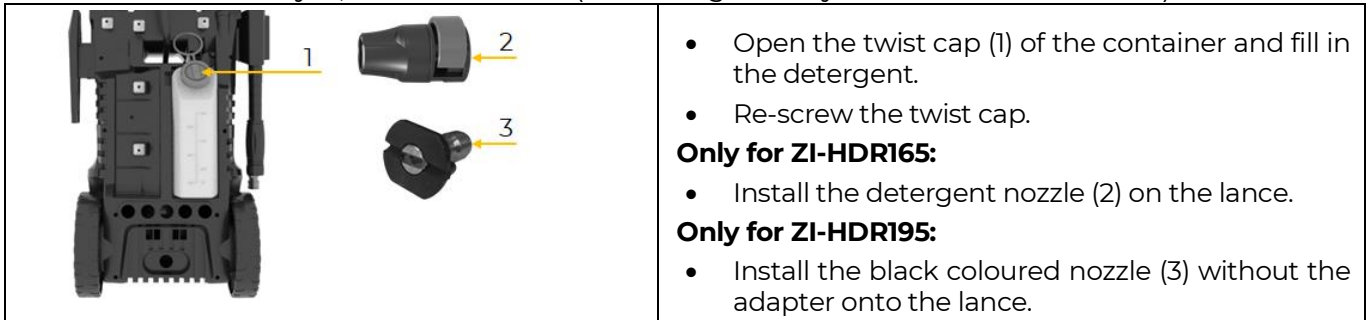 1
2
3
• Open the twist cap (1) of the container and fill in
the detergent.
• Re-screw the twist cap.
Only for ZI-HDR165:
• Install the detergent nozzle (2) on the lance.
Only for ZI-HDR195:
• Install the black coloured nozzle (3) without the
adapter onto the lance.